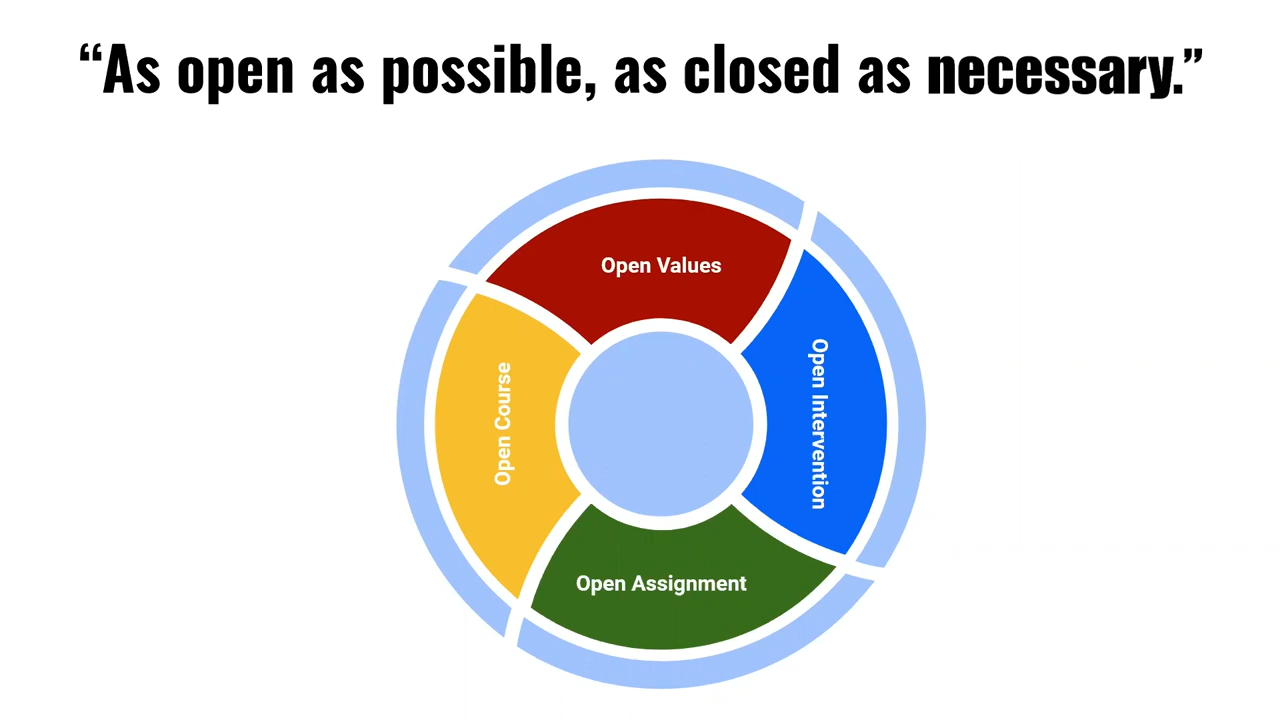 “As open as possible, as closed as necessary.”
Open Values
Open Intervention
Open Course
Open Assignment